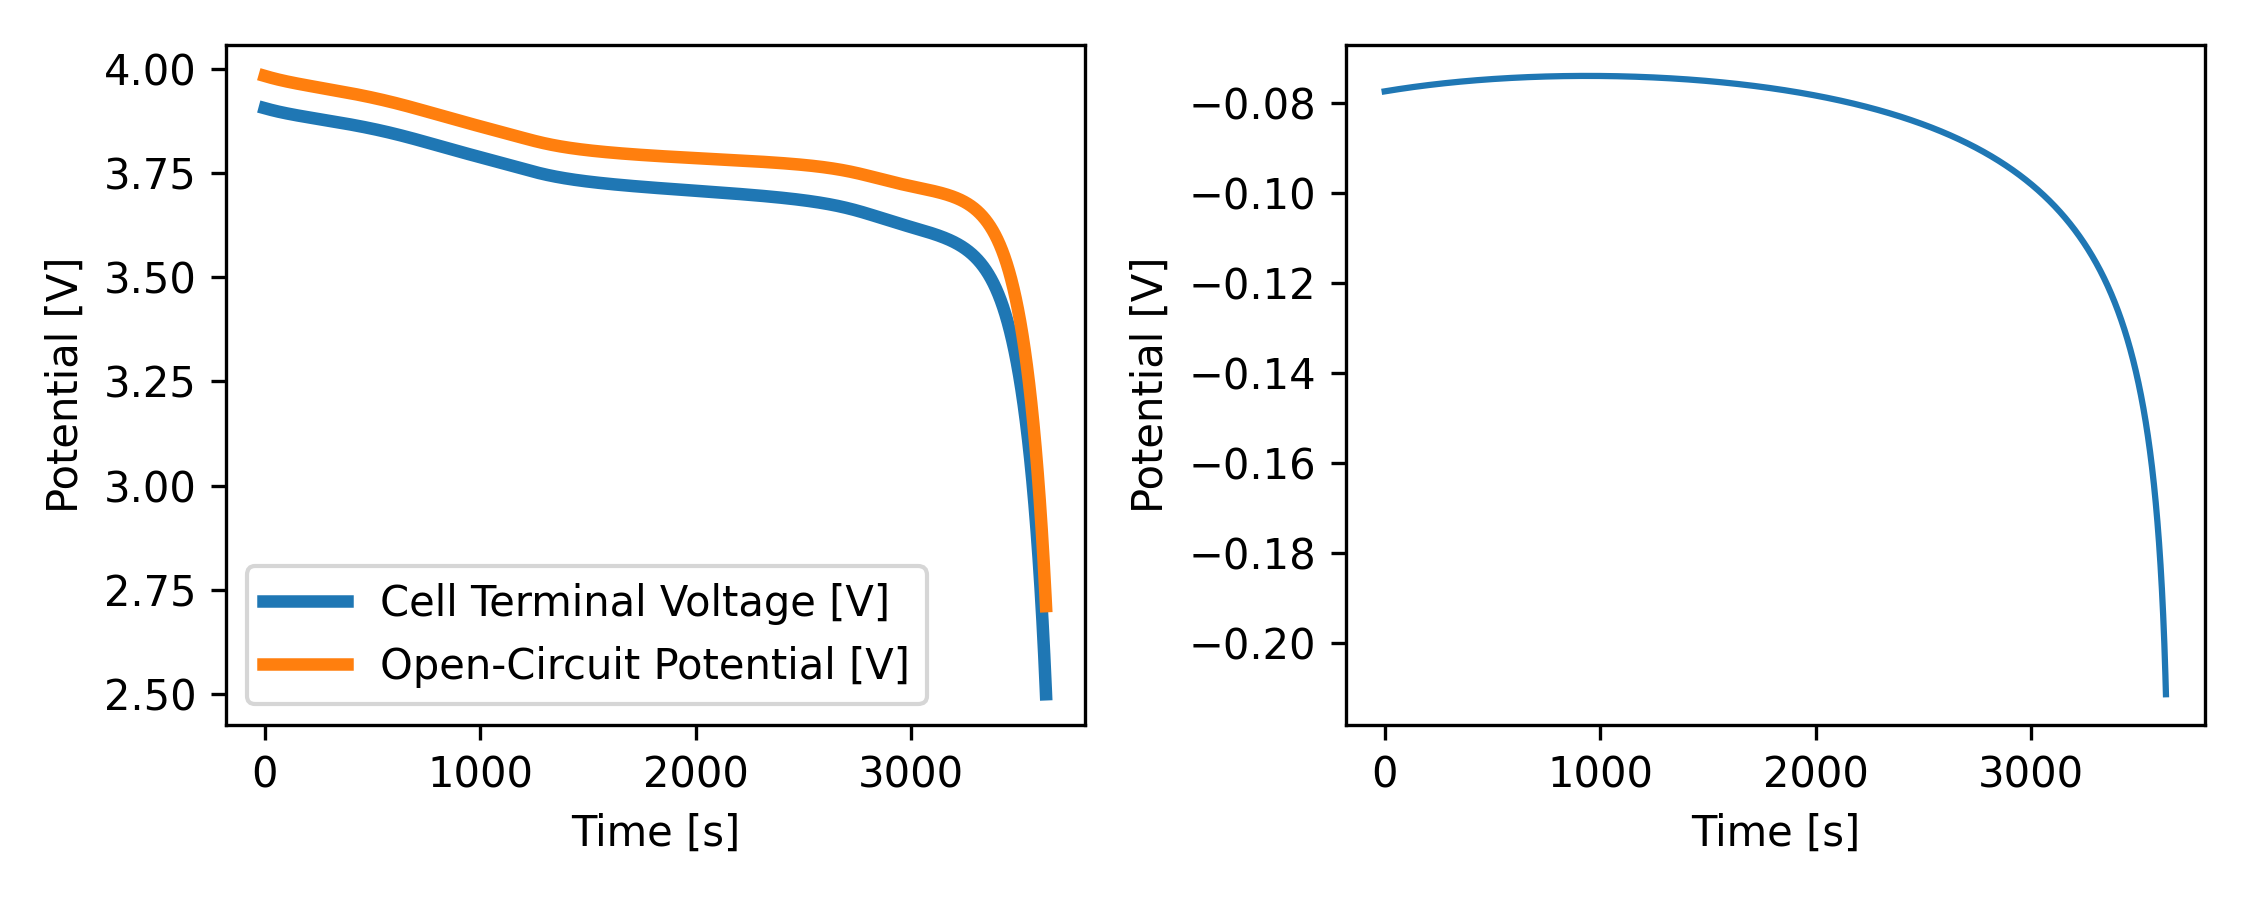 4.00
3.75
3.50
3.25
3.00
2.75
2.50
Potential [V]
Cell Terminal Voltage [V]
Open-Circuit Potential [V]
0 1000 2000 3000
Time [s]
−0.08
−0.10
−0.12
−0.14
−0.16
−0.18
−0.20
Potential [V]
0 1000 2000 3000
Time [s]